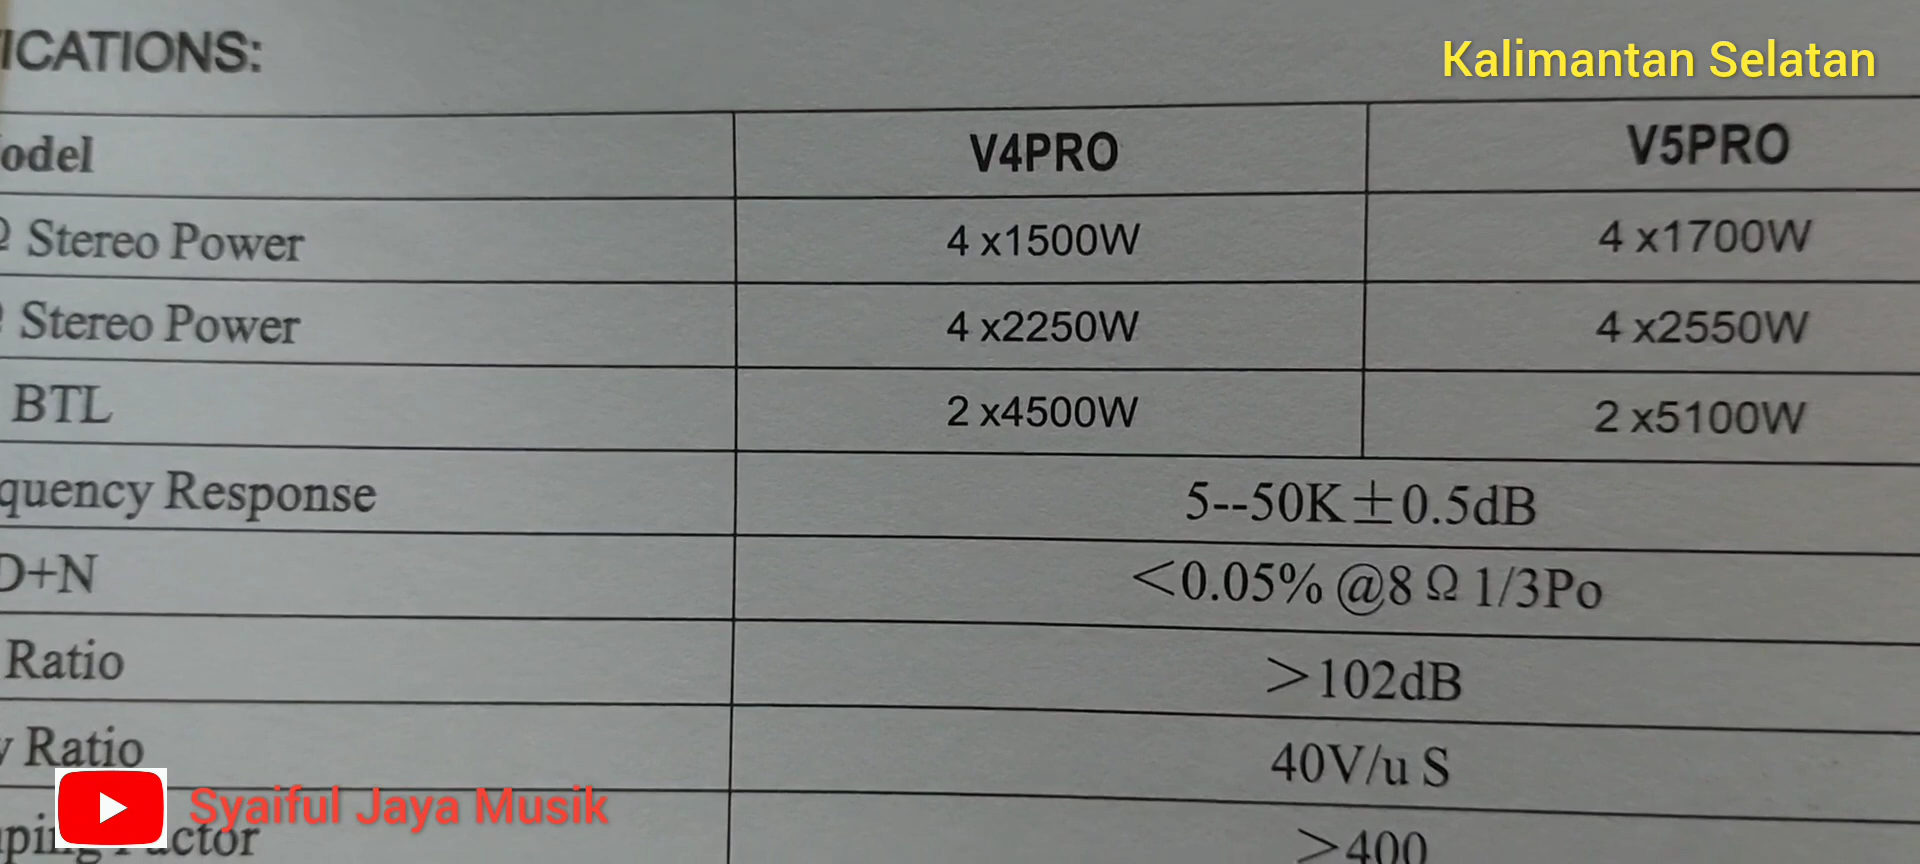 ICATIONS:
Kalimantan Selatan
odel V4PRO V5PRO
Ω Stereo Power 4 x1500W 4 x1700W
Stereo Power 4 x2250W 4 x2550W
BTL 2 x4500W 2 x5100W
quency Response 5--50K±0.5dB
D+N <0.05% @8 Ω 1/3Po
Ratio >102dB
Ratio 40V/u S
Syaiful Jaya Musik
actor >400